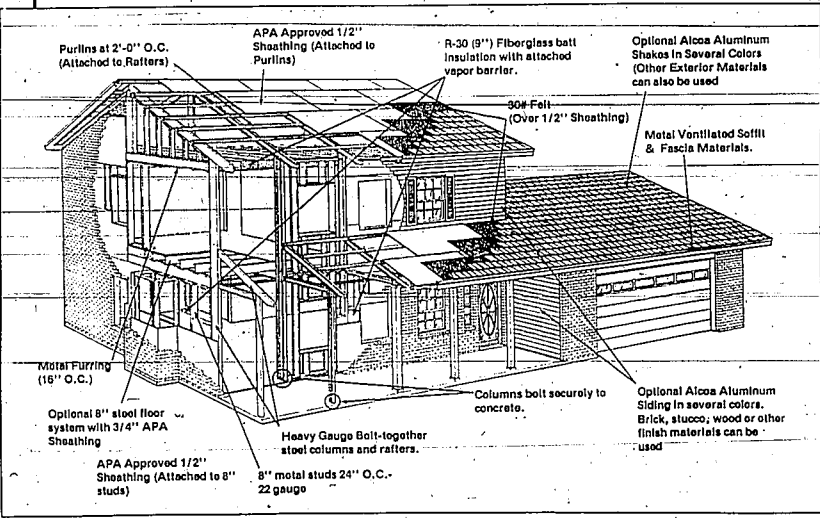 Purlins at 2'-0" O.C.
(Attached to Rafters)
APA Approved 1/2"
Sheathing (Attached to
Purlins)
R-30 (9") Fiberglass batt
insulation with attached
vapor barrier.
Optional Alcoa Aluminum
Shakes in Several Colors
(Other Exterior Materials
can also be used
30# Felt
(Over 1/2" Sheathing)
Metal Ventilated Soffit
& Fascia Materials.
Metal Furring
(16" O.C.)
Optional 8" steel floor
system with 3/4" APA
Sheathing
APA Approved 1/2"
Sheathing (Attached to 8"
studs)
8" metal studs 24" O.C.-
22 gauge
Heavy Gauge Bolt-together
steel columns and rafters.
Columns bolt securely to
concrete.
Optional Alcoa Aluminum
Siding in several colors.
Brick, stucco, wood or other
finish materials can be
used